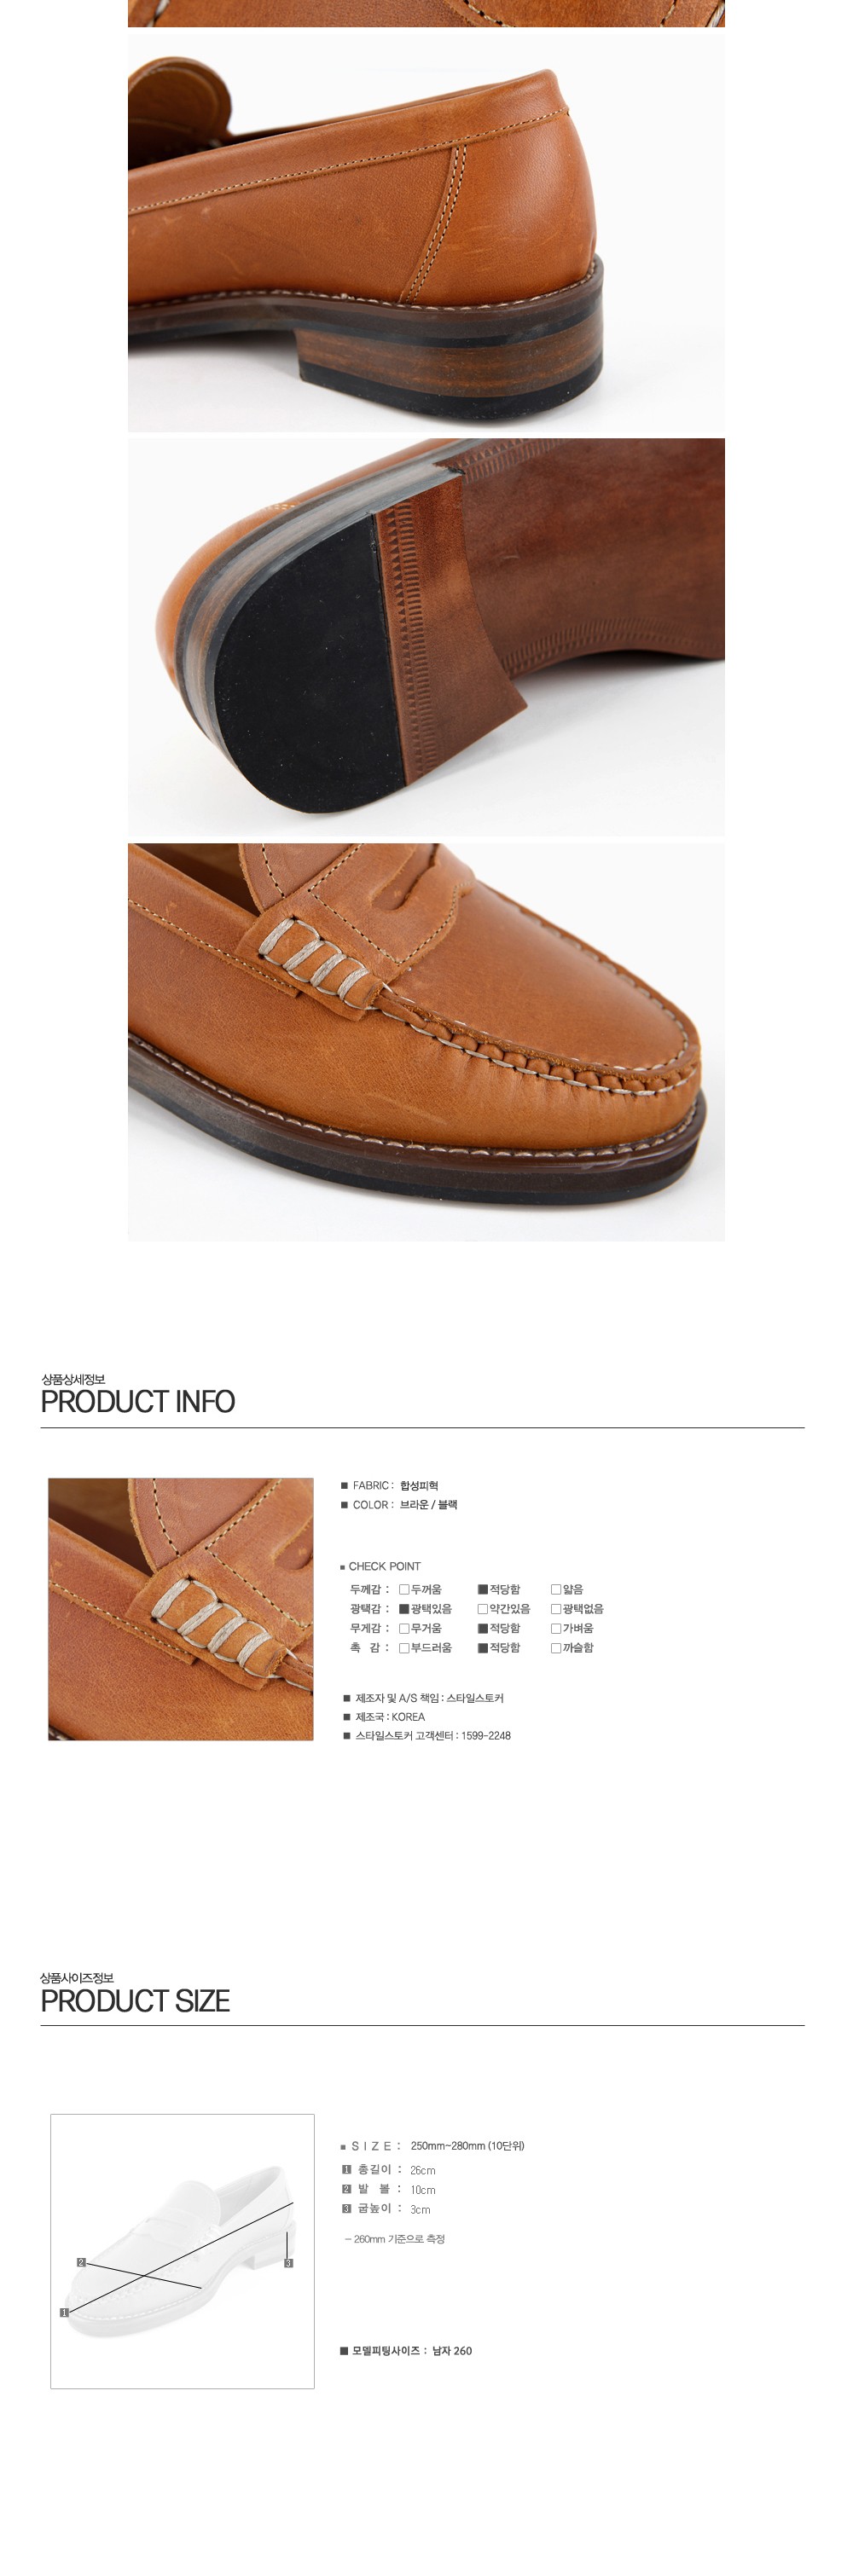 상품상세정보
PRODUCT INFO
■ FABRIC : 합성피혁
■ COLOR : 브라운 / 블랙
■ CHECK POINT
두께감 : □두꺼움 ■적당함 □얇음
광택감 : ■광택있음 □약간있음 □광택없음
무게감 : □무거움 ■적당함 □가벼움
촉 감 : □부드러움 ■적당함 □까슬함
■ 제조자 및 A/S 책임 : 스타일스토커
■ 제조국 : KOREA
■ 스타일스토커 고객센터 : 1599-2248
상품사이즈정보
PRODUCT SIZE
■ S I Z E : 250mm-280mm (10단위)
1 총길이 : 26cm
2 발 볼 : 10cm
3 굽높이 : 3cm
- 260mm 기준으로 측정
2
3
1
■ 모델피팅사이즈 : 남자 260